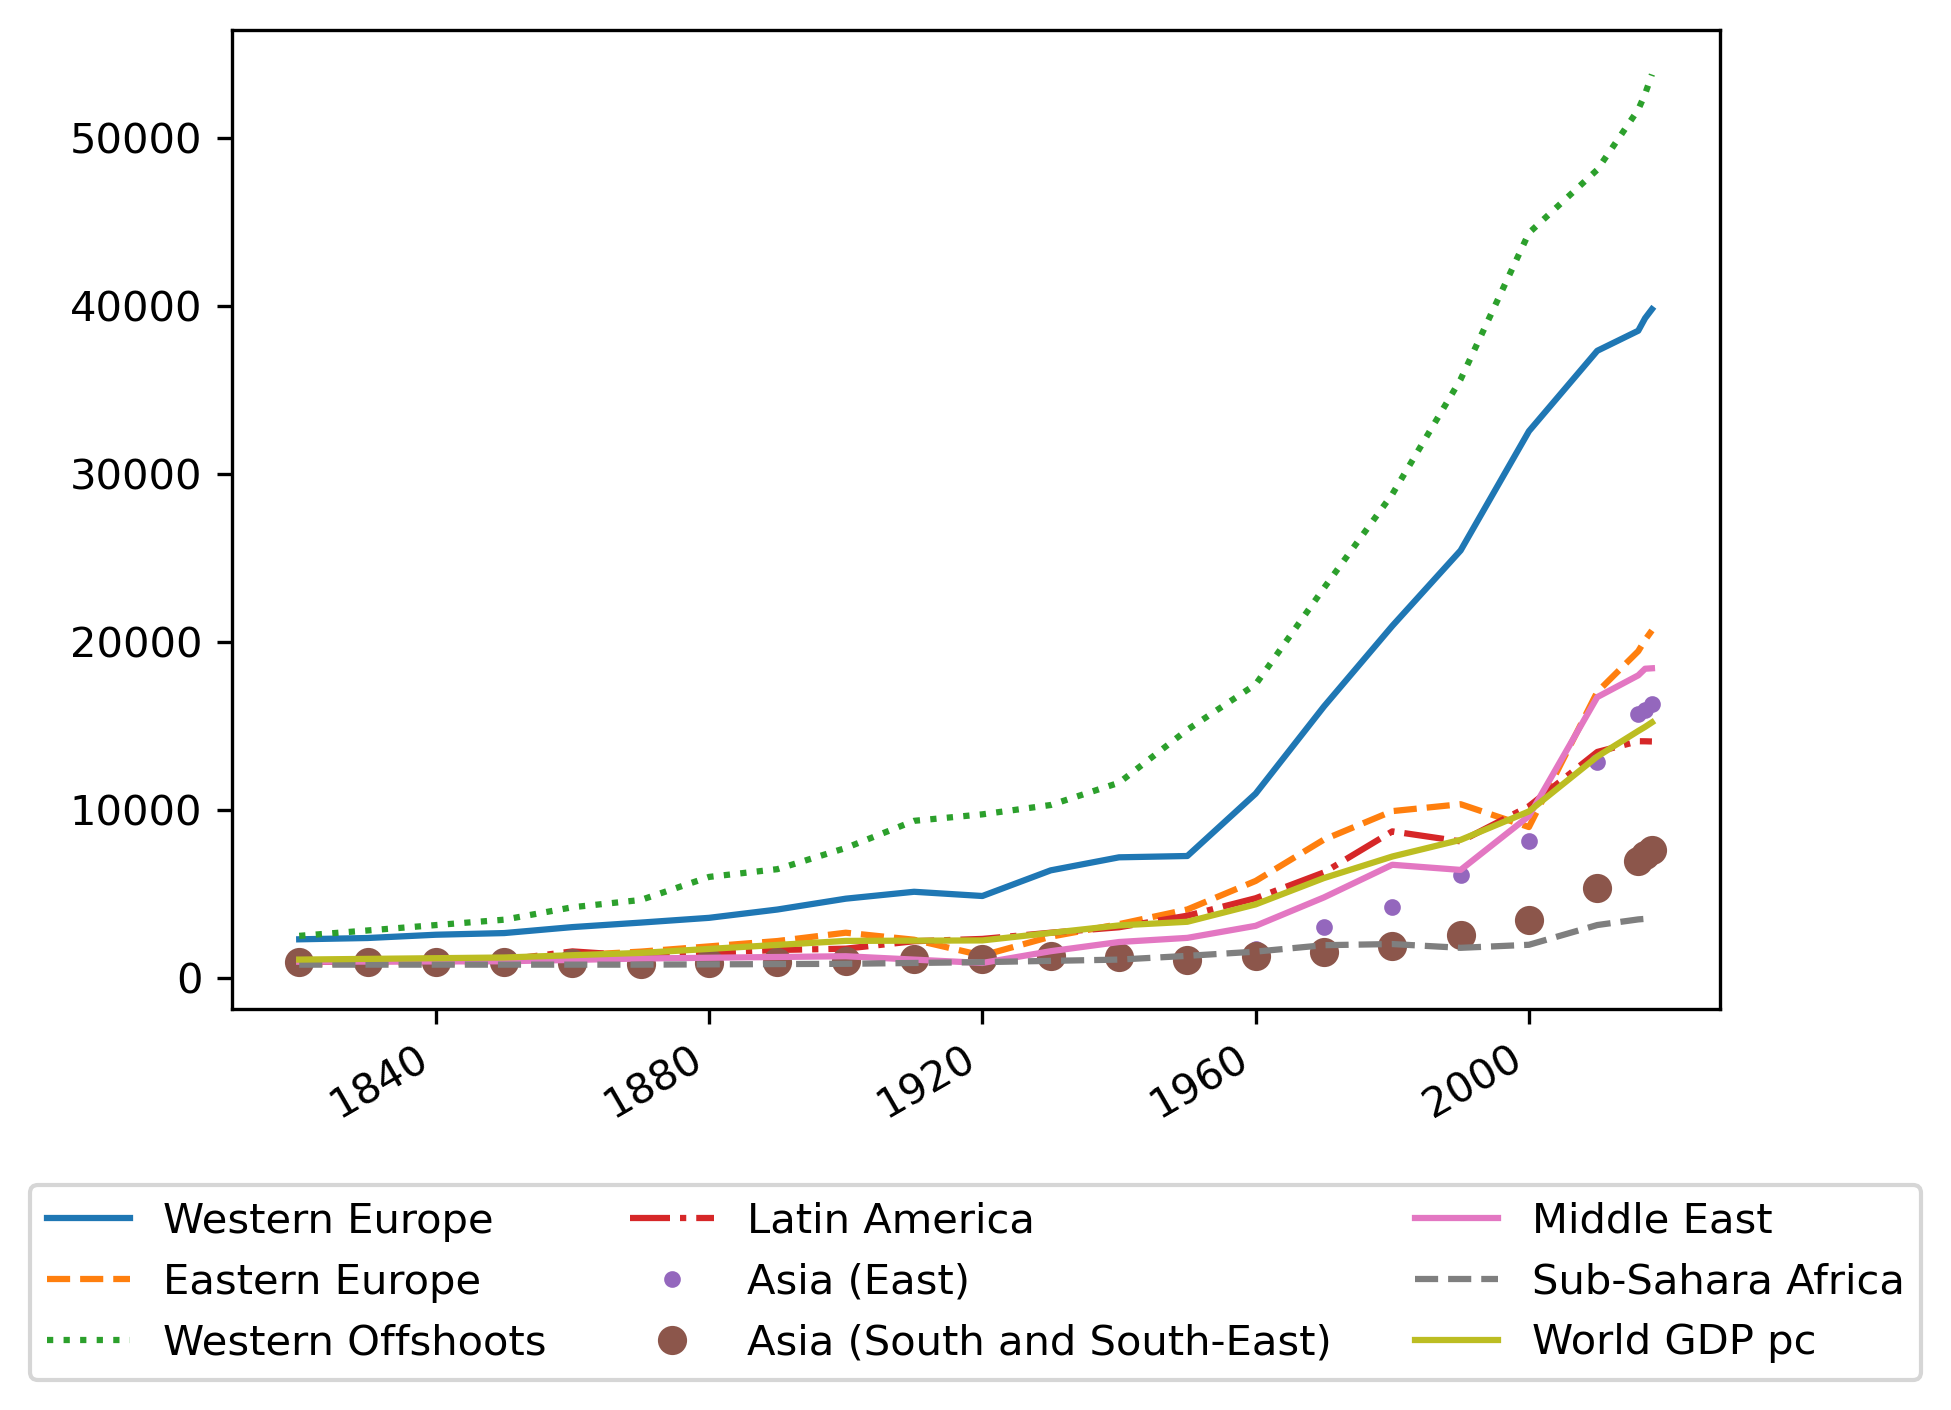 50000
40000
30000
20000
10000
0
1840
1880
1920
1960
2000
Western Europe
Eastern Europe
Western Offshoots
Latin America
Asia (East)
Asia (South and South-East)
Middle East
Sub-Sahara Africa
World GDP pc